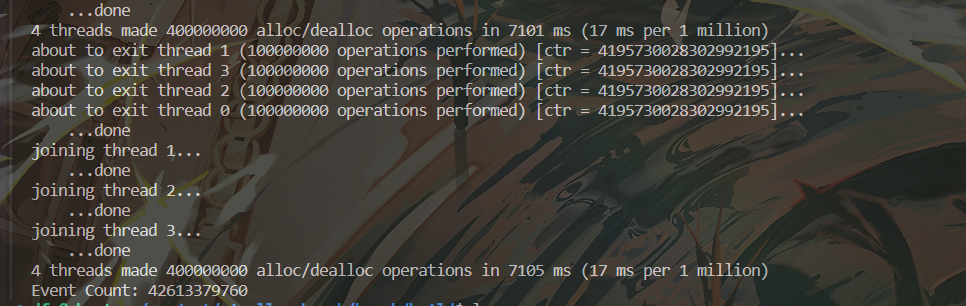 ...done
4 threads made 400000000 alloc/dealloc operations in 7101 ms (17 ms per 1 million)
about to exit thread 1 (100000000 operations performed) [ctr = 4195730028302992195]...
about to exit thread 3 (100000000 operations performed) [ctr = 4195730028302992195]...
about to exit thread 2 (100000000 operations performed) [ctr = 4195730028302992195]...
about to exit thread 0 (100000000 operations performed) [ctr = 4195730028302992195]...
...done
joining thread 1...
...done
joining thread 2...
...done
joining thread 3...
...done
4 threads made 400000000 alloc/dealloc operations in 7105 ms (17 ms per 1 million)
Event Count: 42613379760